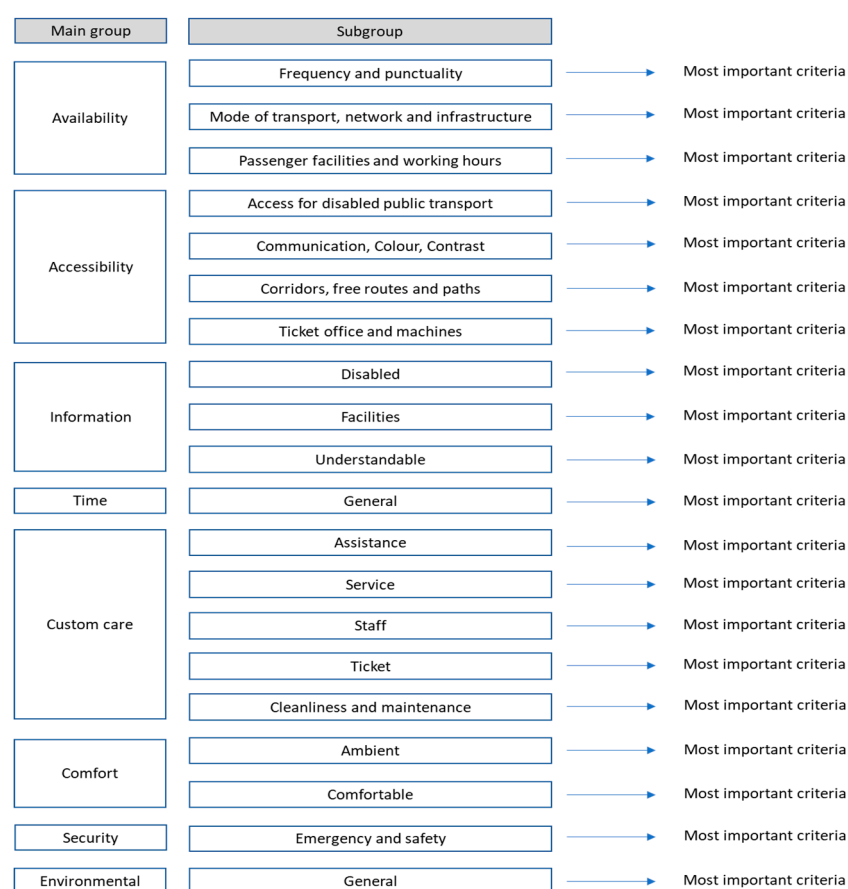 Main group Subgroup
Availability
Frequency and punctuality Most important criteria
Mode of transport, network and infrastructure Most important criteria
Passenger facilities and working hours Most important criteria
Accessibility
Access for disabled public transport Most important criteria
Communication, Colour, Contrast Most important criteria
Corridors, free routes and paths Most important criteria
Ticket office and machines Most important criteria
Information
Disabled Most important criteria
Facilities Most important criteria
Understandable Most important criteria
Time General Most important criteria
Custom care
Assistance Most important criteria
Service Most important criteria
Staff Most important criteria
Ticket Most important criteria
Cleanliness and maintenance Most important criteria
Comfort
Ambient Most important criteria
Comfortable Most important criteria
Security Emergency and safety Most important criteria
Environmental General Most important criteria